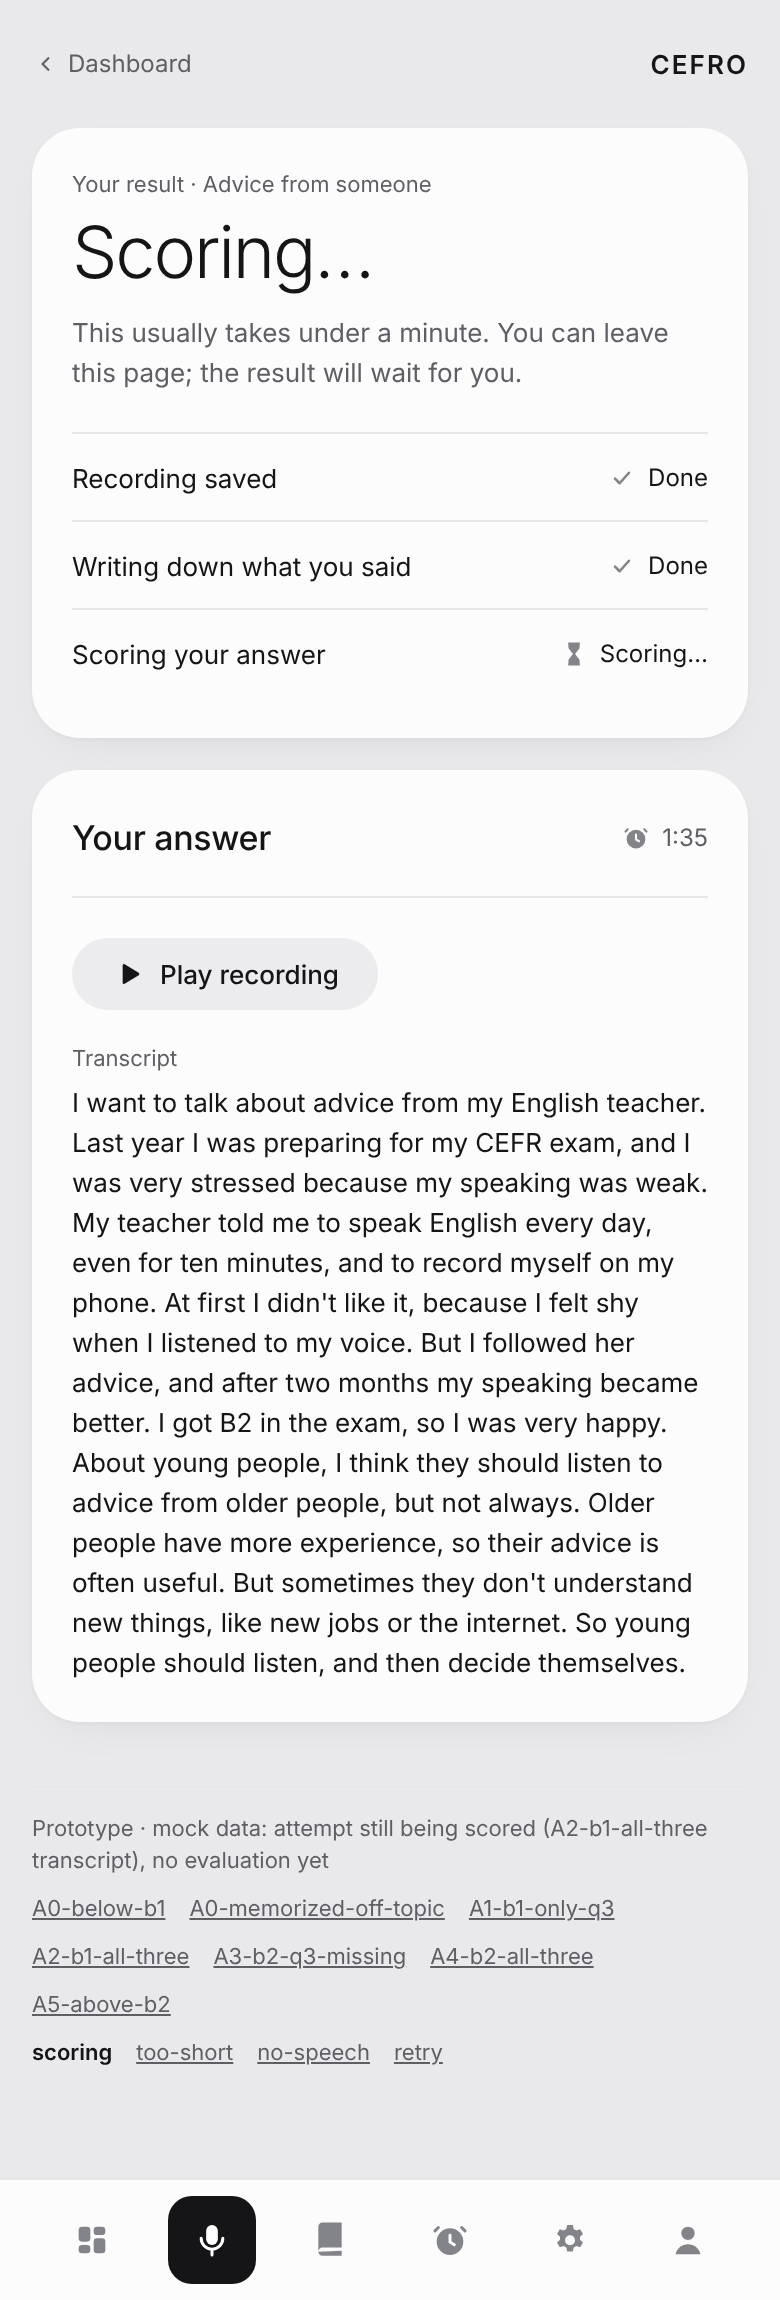 Dashboard
CEFRO
Your result · Advice from someone
Scoring…
This usually takes under a minute. You can leave
this page; the result will wait for you.
Recording saved
Done
Writing down what you said
Done
Scoring your answer
Scoring…
Your answer
1:35
Play recording
Transcript
I want to talk about advice from my English teacher.
Last year I was preparing for my CEFR exam, and I
was very stressed because my speaking was weak.
My teacher told me to speak English every day,
even for ten minutes, and to record myself on my
phone. At first I didn't like it, because I felt shy
when I listened to my voice. But I followed her
advice, and after two months my speaking became
better. I got B2 in the exam, so I was very happy.
About young people, I think they should listen to
advice from older people, but not always. Older
people have more experience, so their advice is
often useful. But sometimes they don't understand
new things, like new jobs or the internet. So young
people should listen, and then decide themselves.
Prototype · mock data: attempt still being scored (A2-b1-all-three
transcript), no evaluation yet
A0-below-b1 A0-memorized-off-topic A1-b1-only-q3
A2-b1-all-three A3-b2-q3-missing A4-b2-all-three
A5-above-b2
scoring too-short no-speech retry